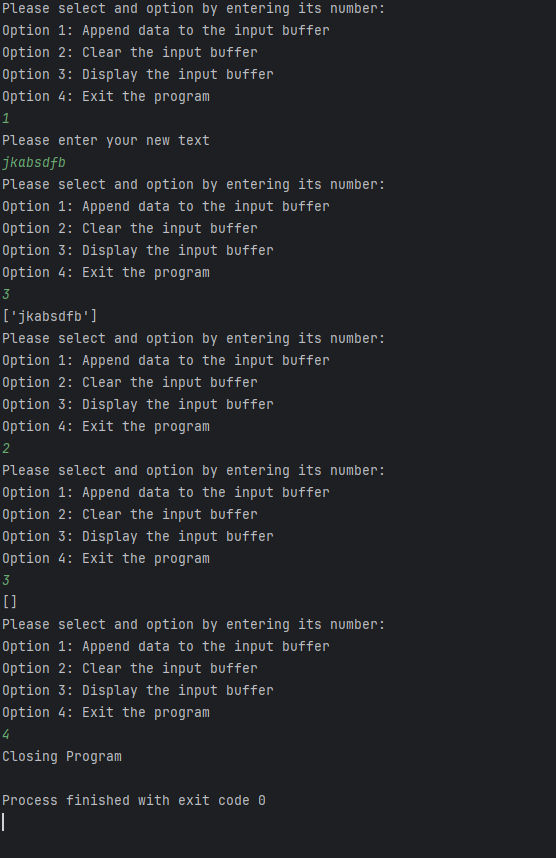 Please select and option by entering its number:
Option 1: Append data to the input buffer
Option 2: Clear the input buffer
Option 3: Display the input buffer
Option 4: Exit the program
1
Please enter your new text
jkabsdfb
Please select and option by entering its number:
Option 1: Append data to the input buffer
Option 2: Clear the input buffer
Option 3: Display the input buffer
Option 4: Exit the program
3
['jkabsdfb']
Please select and option by entering its number:
Option 1: Append data to the input buffer
Option 2: Clear the input buffer
Option 3: Display the input buffer
Option 4: Exit the program
2
Please select and option by entering its number:
Option 1: Append data to the input buffer
Option 2: Clear the input buffer
Option 3: Display the input buffer
Option 4: Exit the program
3
[]
Please select and option by entering its number:
Option 1: Append data to the input buffer
Option 2: Clear the input buffer
Option 3: Display the input buffer
Option 4: Exit the program
4
Closing Program
Process finished with exit code 0